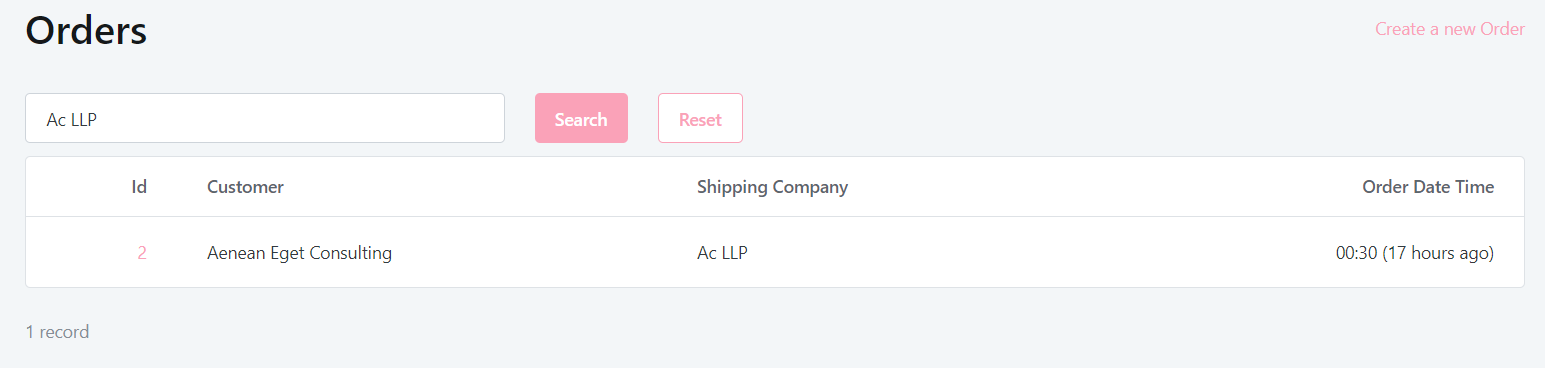 Orders
Create a new Order
Ac LLP
Search
Reset
Id Customer Shipping Company Order Date Time
2 Aenean Eget Consulting Ac LLP 00:30 (17 hours ago)
1 record